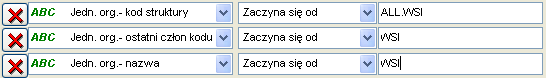 ABC Jedn. org.- kod struktury Zaczyna się od ALL.WSI
ABC Jedn. org.- ostatni człon kodu Zaczyna się od WSI
ABC Jedn. org.- nazwa Zaczyna się od WSI